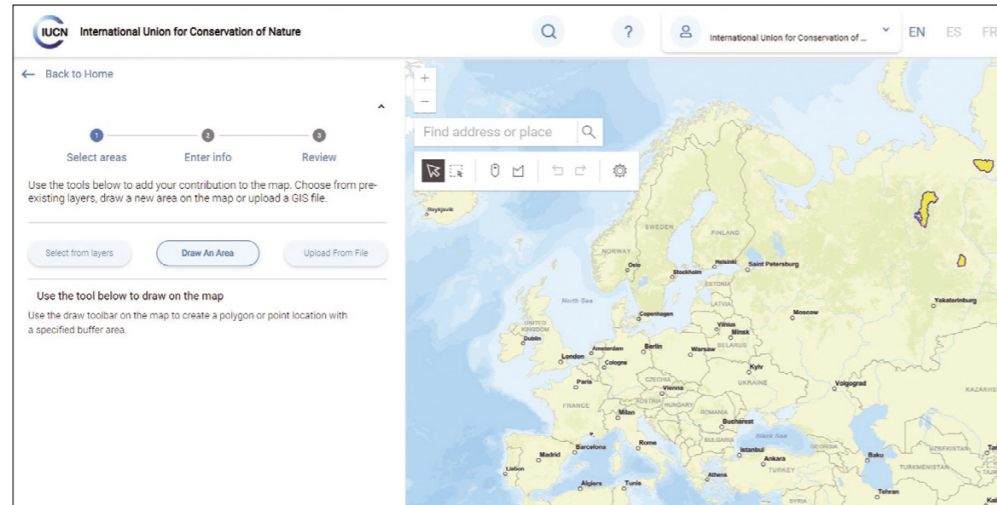 IUCN International Union for Conservation of Nature
?
International Union for Conservation of ...
EN ES FR
Back to Home
1 2 3
Select areas Enter info Review
Use the tools below to add your contribution to the map. Choose from pre-
existing layers, draw a new area on the map or upload a GIS file.
Select from layers Draw An Area Upload From File
Use the tool below to draw on the map
Use the draw toolbar on the map to create a polygon or point location with
a specified buffer area.
+
−
Find address or place
Reykjavik
SWEDEN
FINLAND
NORWAY
Oslo
Helsinki
Saint Petersburg
Stockholm
ESTONIA
North Sea
LATVIA
Yekaterinburg
Copenhagen
Moscow
UNITED
KINGDOM
Vilnius
Minsk
Dublin
Amsterdam
Berlin
Warsaw
BELARUS
London
Cologne
Kyiv
Paris
CZECHIA
Vienna
UKRAINE
Volgograd
KAZAKHS
FRANCE
AUSTRIA
HUNGARY
Milan
ROMANIA
Bucharest
Barcelona
Rome
BULGARIA
Black Sea
GEORGIA
Madrid
Istanbul
Ankara
Baku
UZBEKISTAN
Lisbon
Athens
TURKEY
TURKMENISTAN
Algiers
Tunis
Tehran
SYRIA